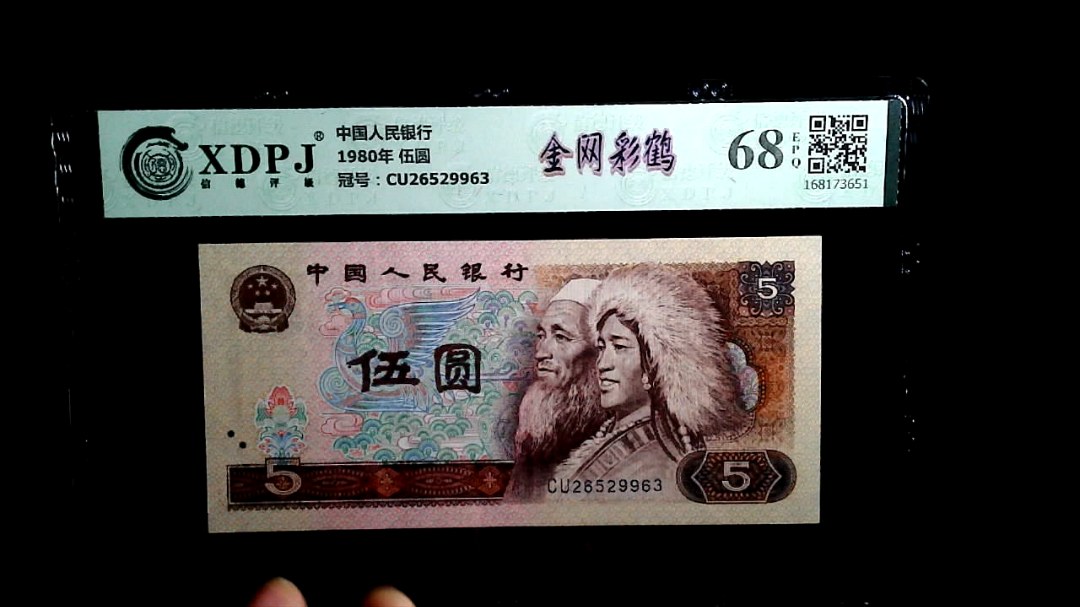 XDPJ®
信德评级
中国人民银行
1980年 伍圆
冠号：CU26529963
金网彩鹤
68
EPQ
168173651
中国人民银行
5
伍圆
5
CU26529963
5